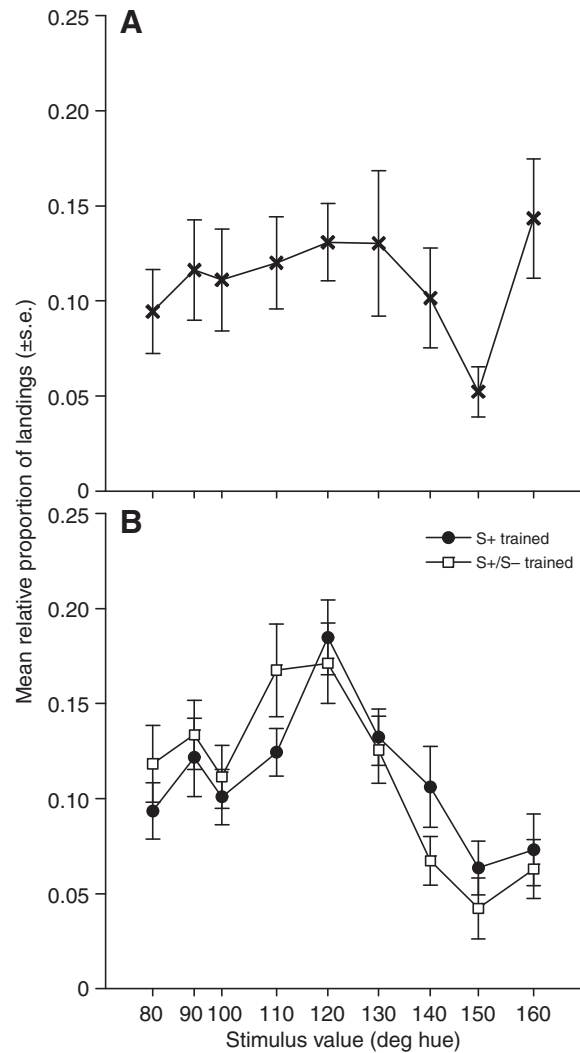 A
0.25
0.20
0.15
0.10
0.05
0
Mean relative proportion of landings (±s.e.)
B
0.25
0.20
0.15
0.10
0.05
0
S+ trained
S+/S– trained
80 90 100 110 120 130 140 150 160
Stimulus value (deg hue)